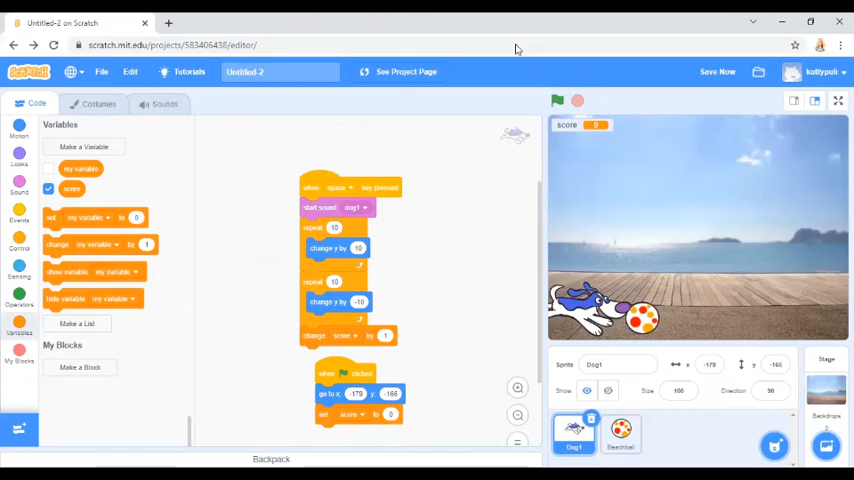 Untitled-2 on Scratch
scratch.mit.edu/projects/583406438/editor/
SCRATCH
File
Edit
Tutorials
Untitled-2
See Project Page
Save Now
kuttypuli
Code
Costumes
Sounds
Motion
Looks
Sound
Events
Control
Sensing
Operators
Variables
My Blocks
Variables
Make a Variable
my variable
score
set my variable to 0
change my variable by 1
show variable my variable
hide variable my variable
Make a List
My Blocks
Make a Block
when space key pressed
start sound dog1
repeat 10
change y by 10
repeat 10
change y by -10
change score by 1
when clicked
go to x: -179 y: -166
set score to 0
Backpack
score 9
Sprite Dog1 x -179 y -166
Show Size 100 Direction 90
Dog1
Beachball
Stage
Backdrops
2